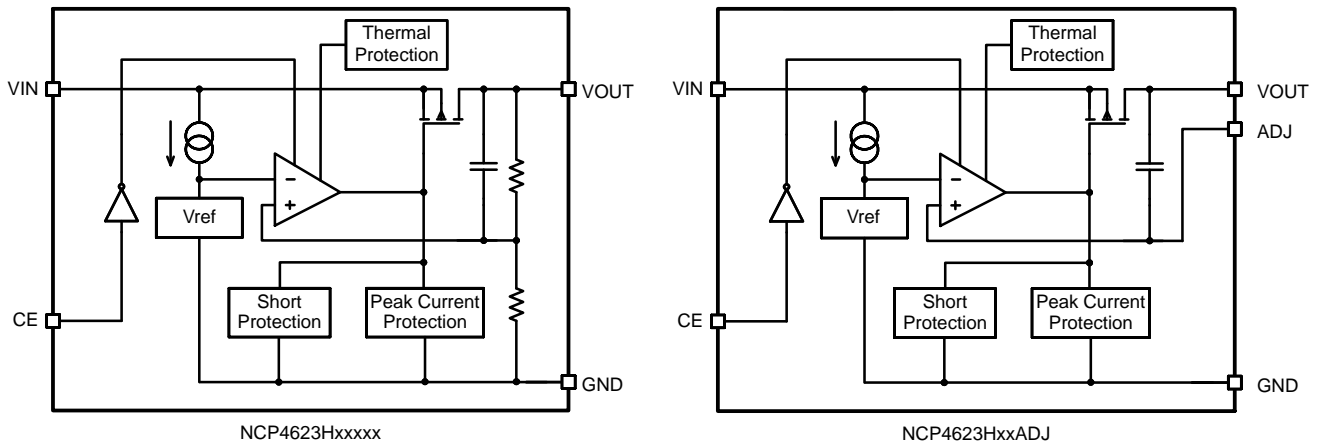 Thermal
Protection
VIN
VOUT
−
+
Vref
Short
Protection
Peak Current
Protection
CE
GND
NCP4623Hxxxxx
Thermal
Protection
VIN
VOUT
ADJ
−
+
Vref
Short
Protection
Peak Current
Protection
CE
GND
NCP4623HxxADJ